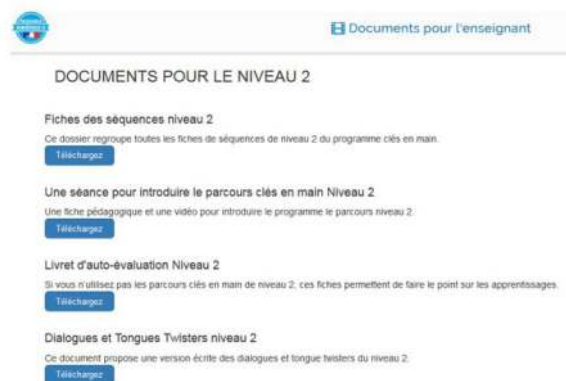 Documents pour l'enseignant
DOCUMENTS POUR LE NIVEAU 2
Fiches des séquences niveau 2
Ce dossier regroupe toutes les fiches de séquences de niveau 2 du programme clés en main.
Téléchargez
Une séance pour introduire le parcours clés en main Niveau 2
Une fiche pédagogique et une vidéo pour introduire le programme le parcours niveau 2.
Téléchargez
Livret d'auto-évaluation Niveau 2
Si vous n'utilisez pas les parcours clés en main de niveau 2, ces fiches permettent de faire le point sur les apprentissages.
Téléchargez
Dialogues et Tongues Twisters niveau 2
Ce document propose une version écrite des dialogues et tongue twisters du niveau 2.
Téléchargez